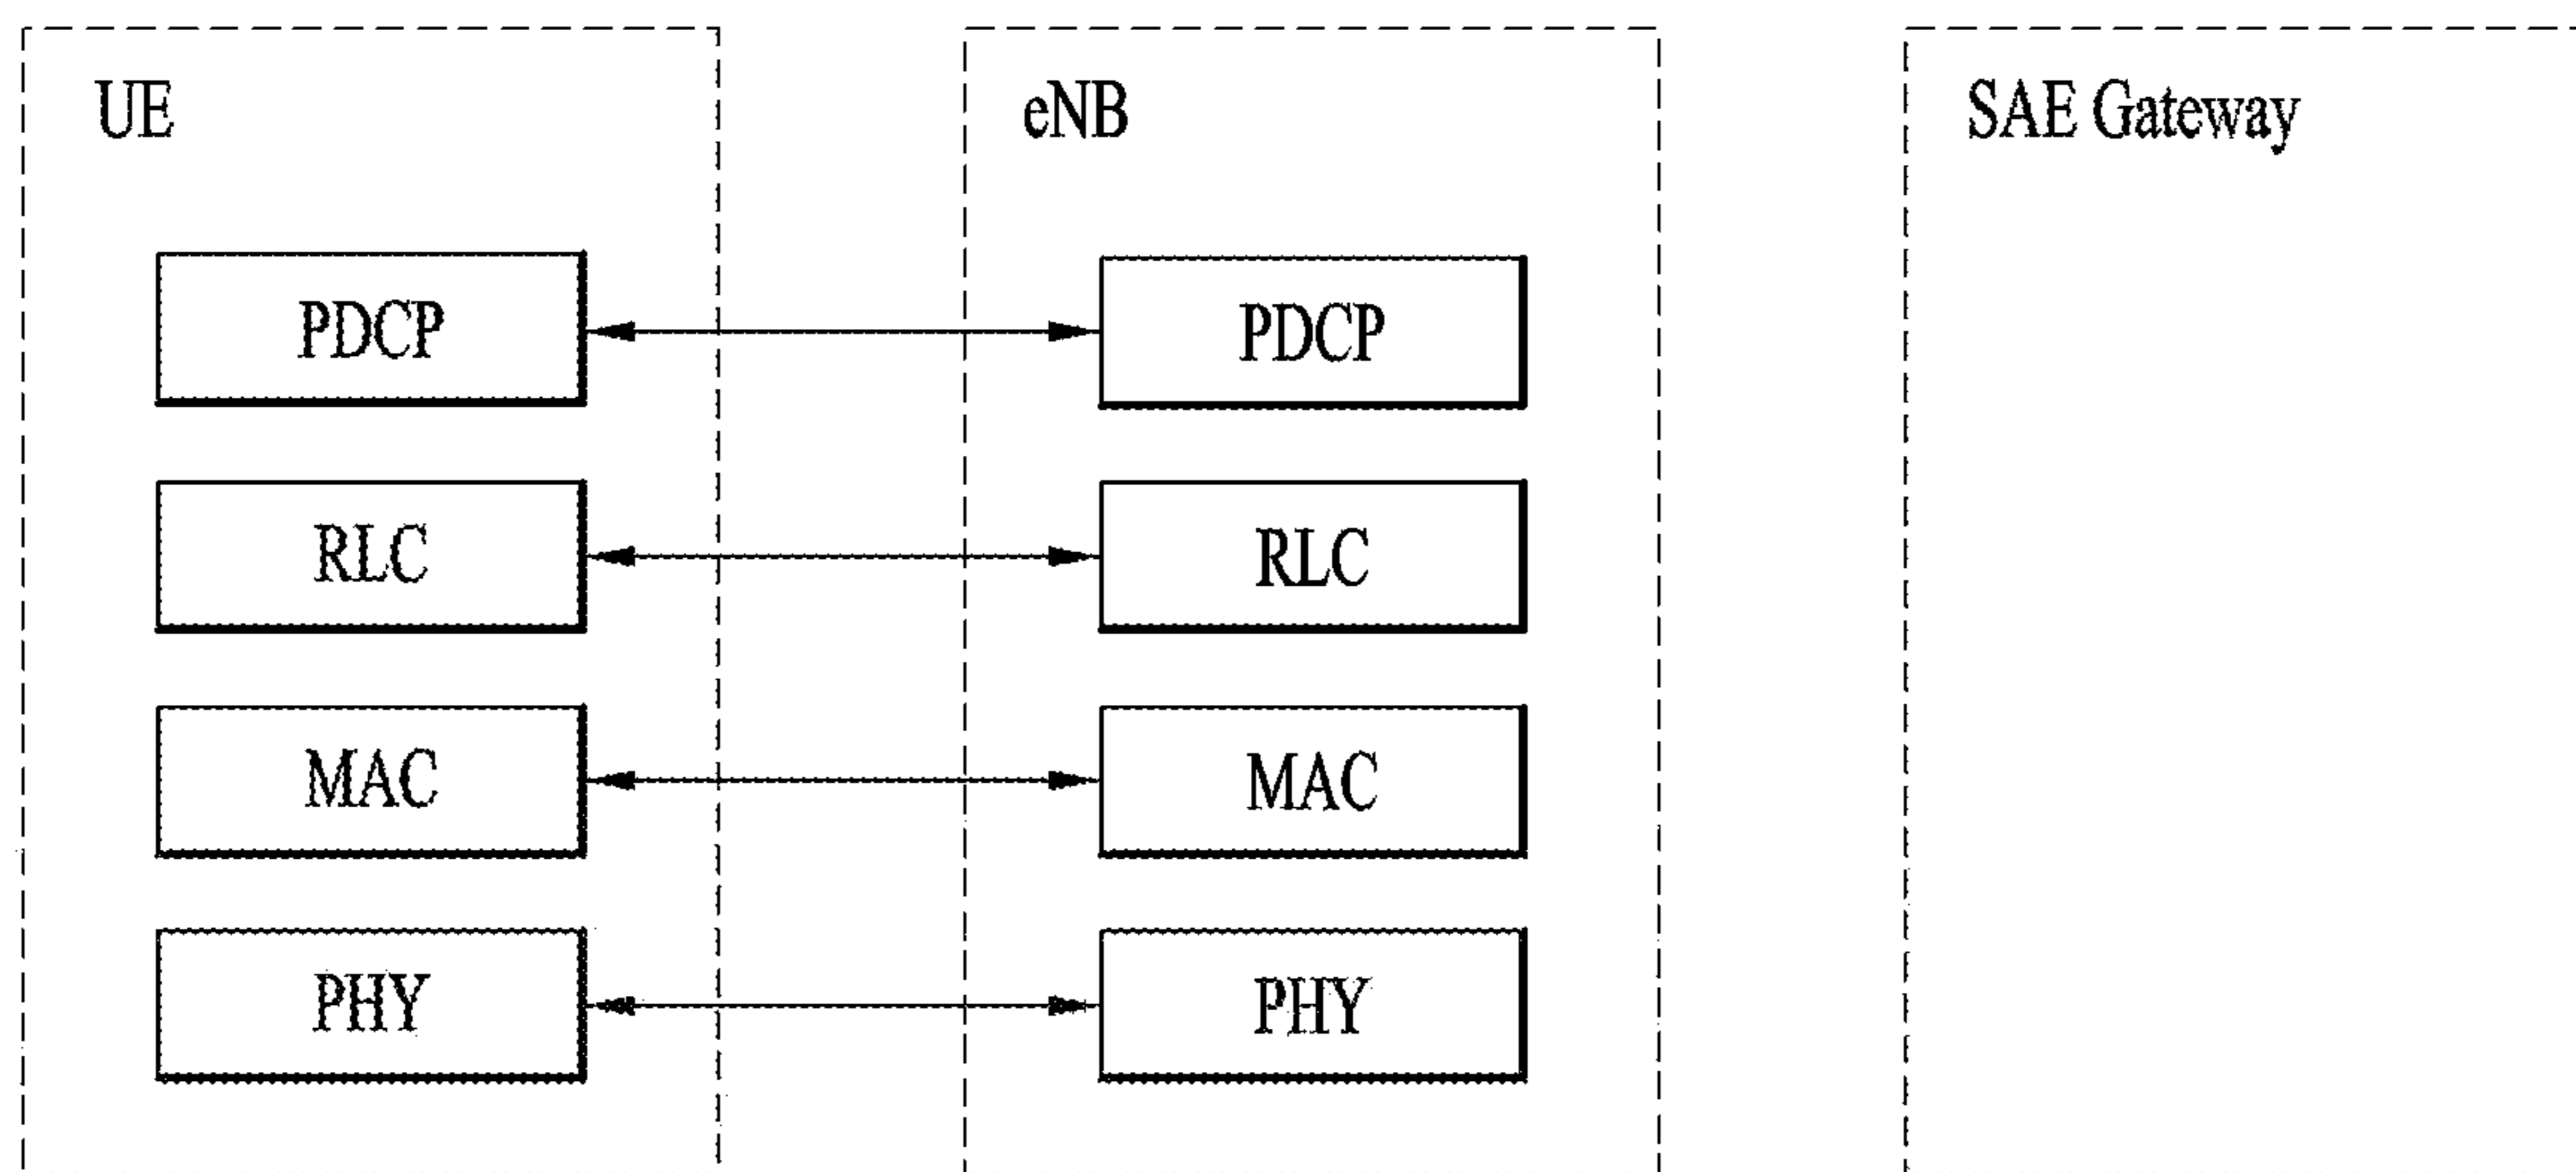 UE
eNB
SAE Gateway
PDCP
PDCP
RLC
RLC
MAC
MAC
PHY
PHY